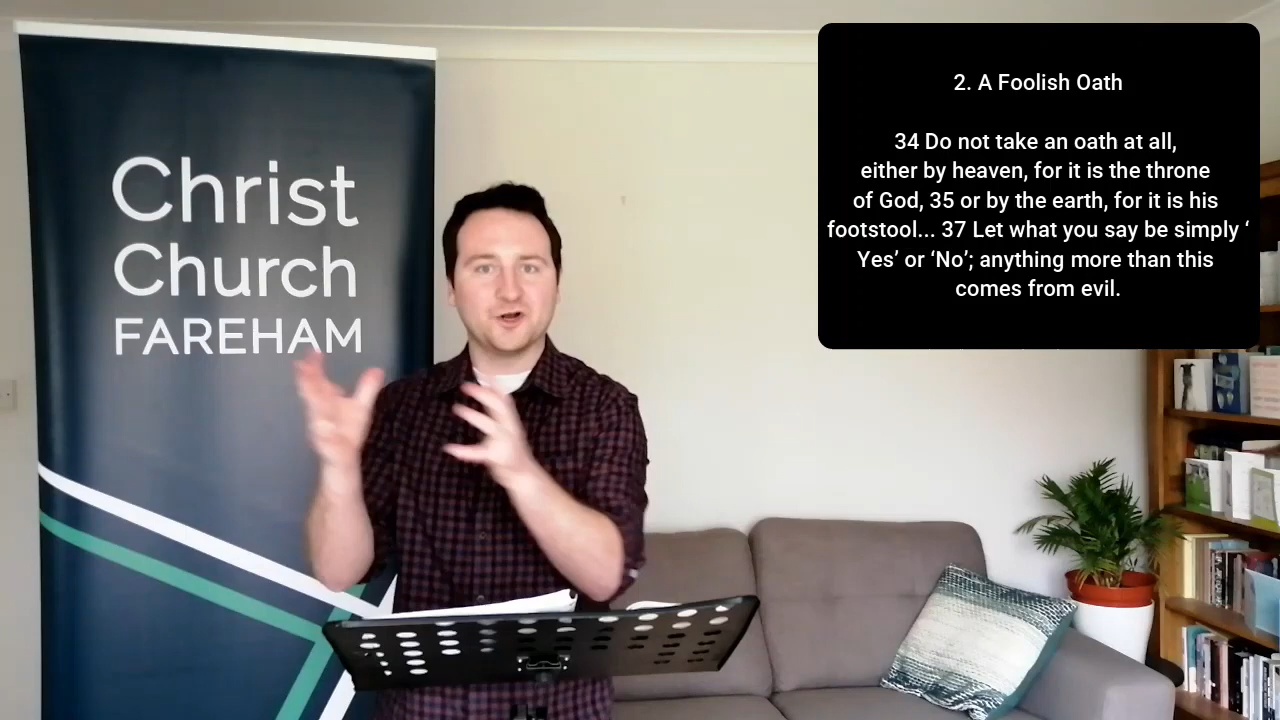 Christ
Church
FAREHAM
2. A Foolish Oath
34 Do not take an oath at all,
either by heaven, for it is the throne
of God, 35 or by the earth, for it is his
footstool... 37 Let what you say be simply ‘
Yes’ or ‘No’; anything more than this
comes from evil.